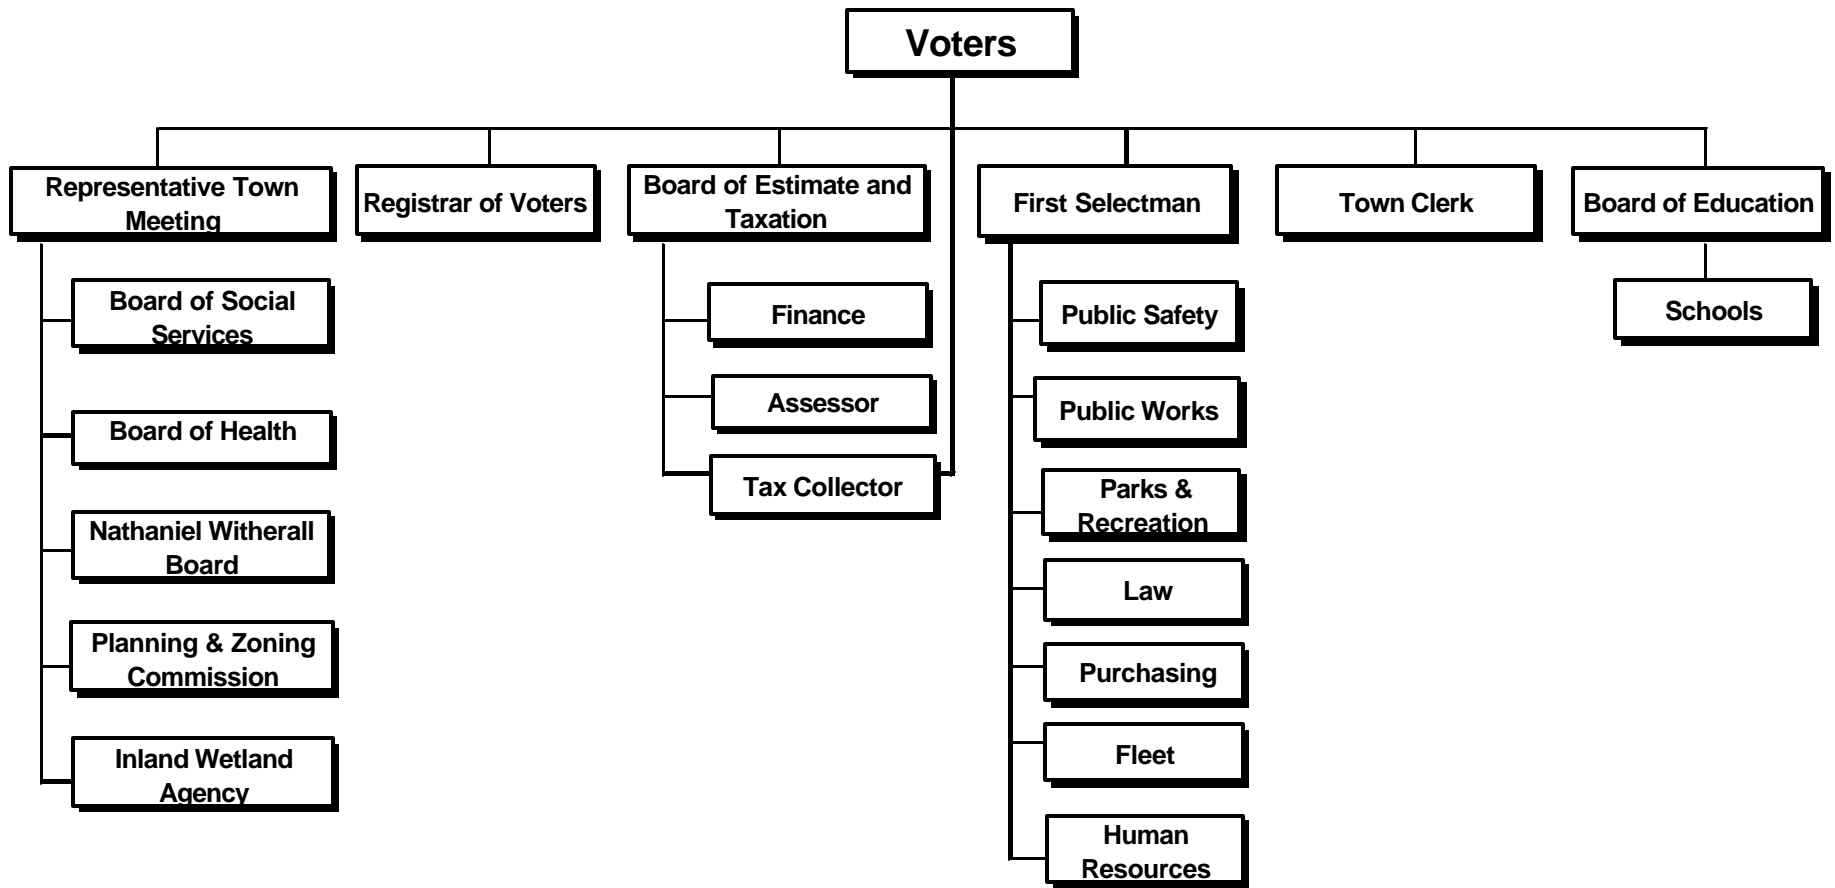 Voters
Representative Town
Meeting
Registrar of Voters
Board of Estimate and
Taxation
First Selectman
Town Clerk
Board of Education
Board of Social
Services
Board of Health
Nathaniel Witherall
Board
Planning & Zoning
Commission
Inland Wetland
Agency
Finance
Assessor
Tax Collector
Public Safety
Public Works
Parks &
Recreation
Law
Purchasing
Fleet
Human
Resources
Schools